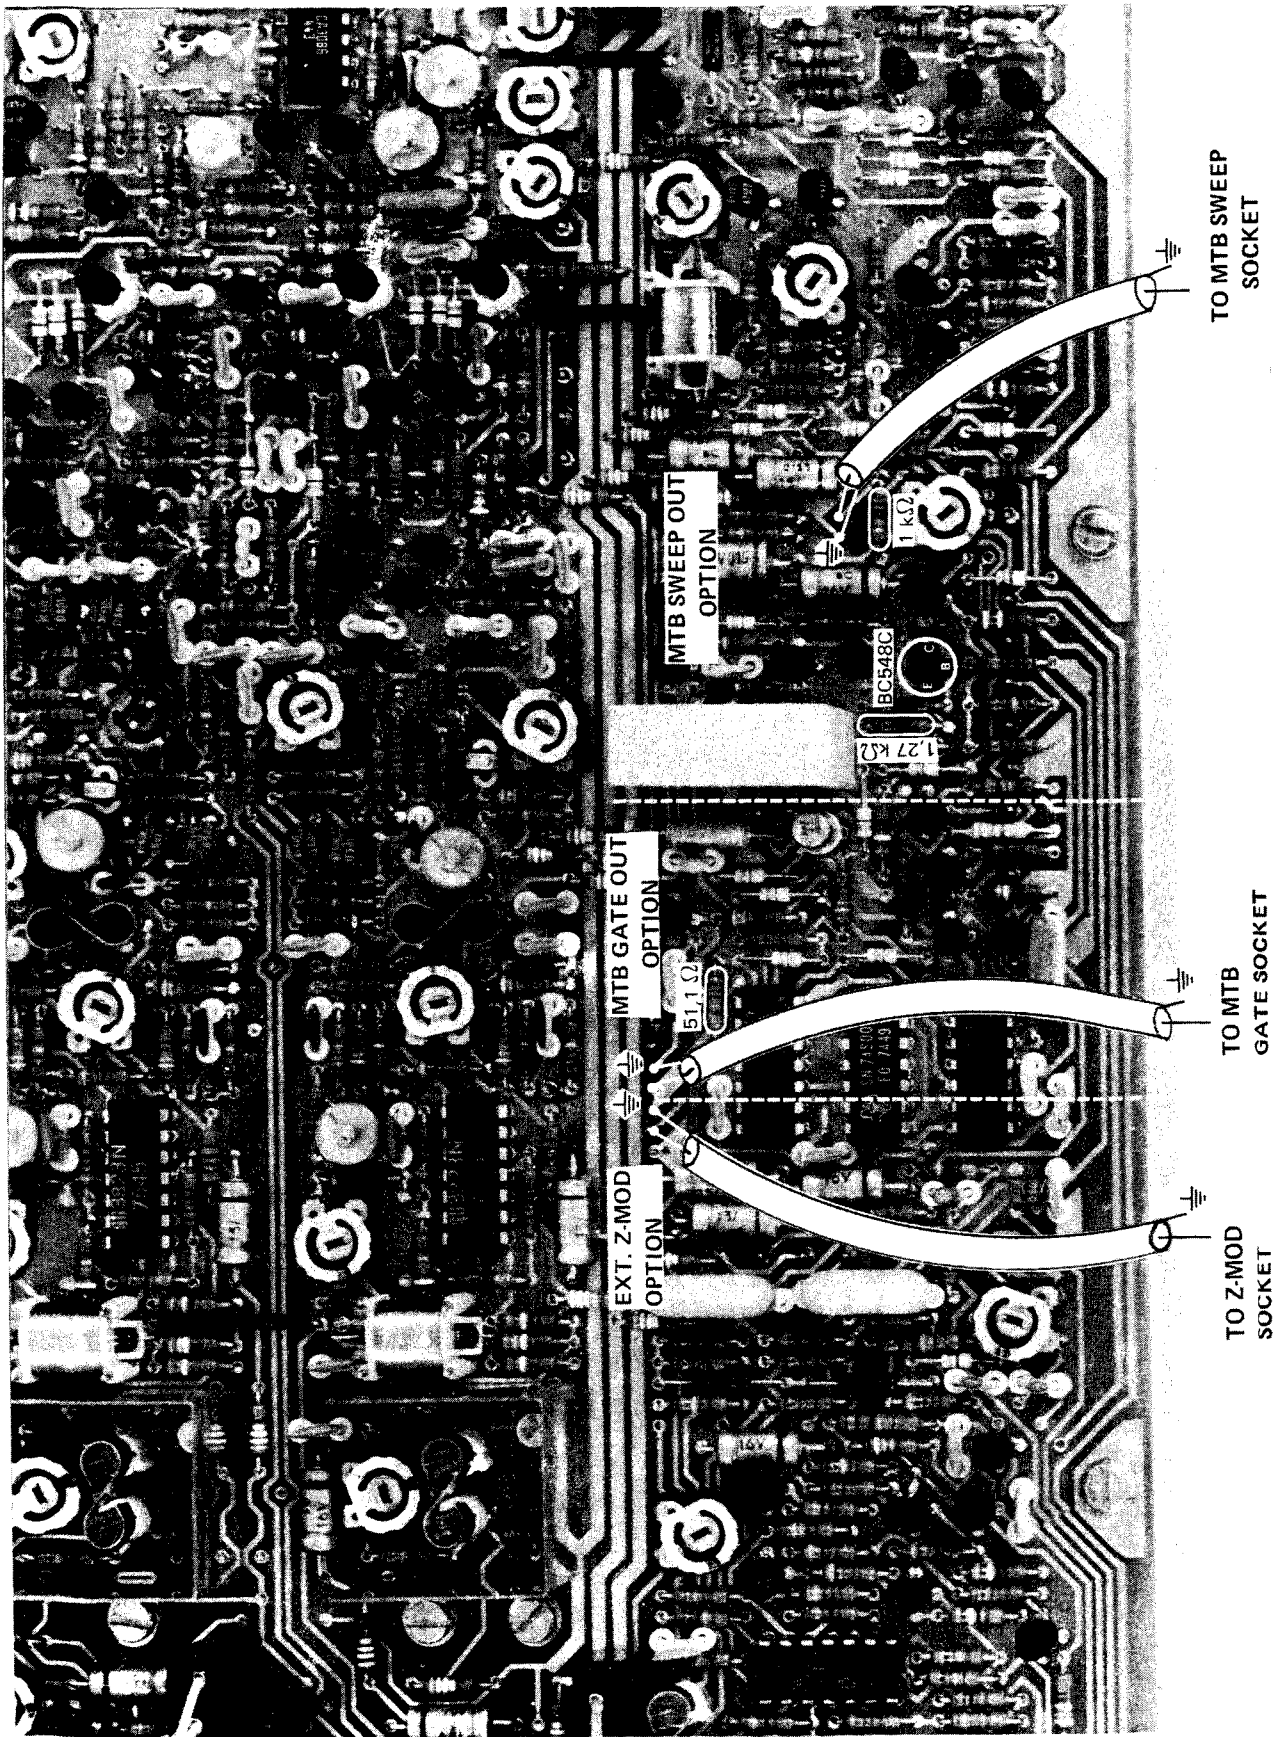 EXT. Z-MOD
OPTION
MTB GATE OUT
OPTION
MTB SWEEP OUT
OPTION
51,1 Ω
1,27 kΩ
BC548C
E
B
C
1 kΩ
16V
TO Z-MOD
SOCKET
TO MTB
GATE SOCKET
TO MTB SWEEP
SOCKET